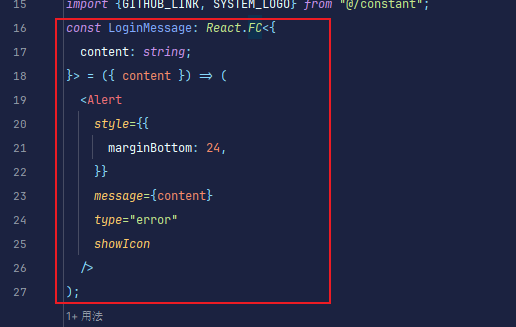 15 import {GITHUB_LINK, SYSTEM_LOGO} from "@/constant";
16 const LoginMessage: React.FC<{
17   content: string;
18 }> = ({ content }) => (
19   <Alert
20     style={{
21       marginBottom: 24,
22     }}
23     message={content}
24     type="error"
25     showIcon
26   />
27 );
1+ 用法